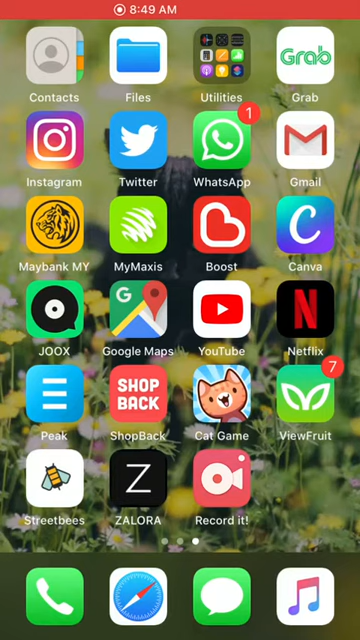 8:49 AM
Contacts Files Utilities Grab
Grab
1
Instagram Twitter WhatsApp Gmail
Maybank MY MyMaxis Boost Canva
C
G
N
JOOX Google Maps YouTube Netflix
SHOP
BACK
7
Peak ShopBack Cat Game ViewFruit
Z
Streetbees ZALORA Record it!